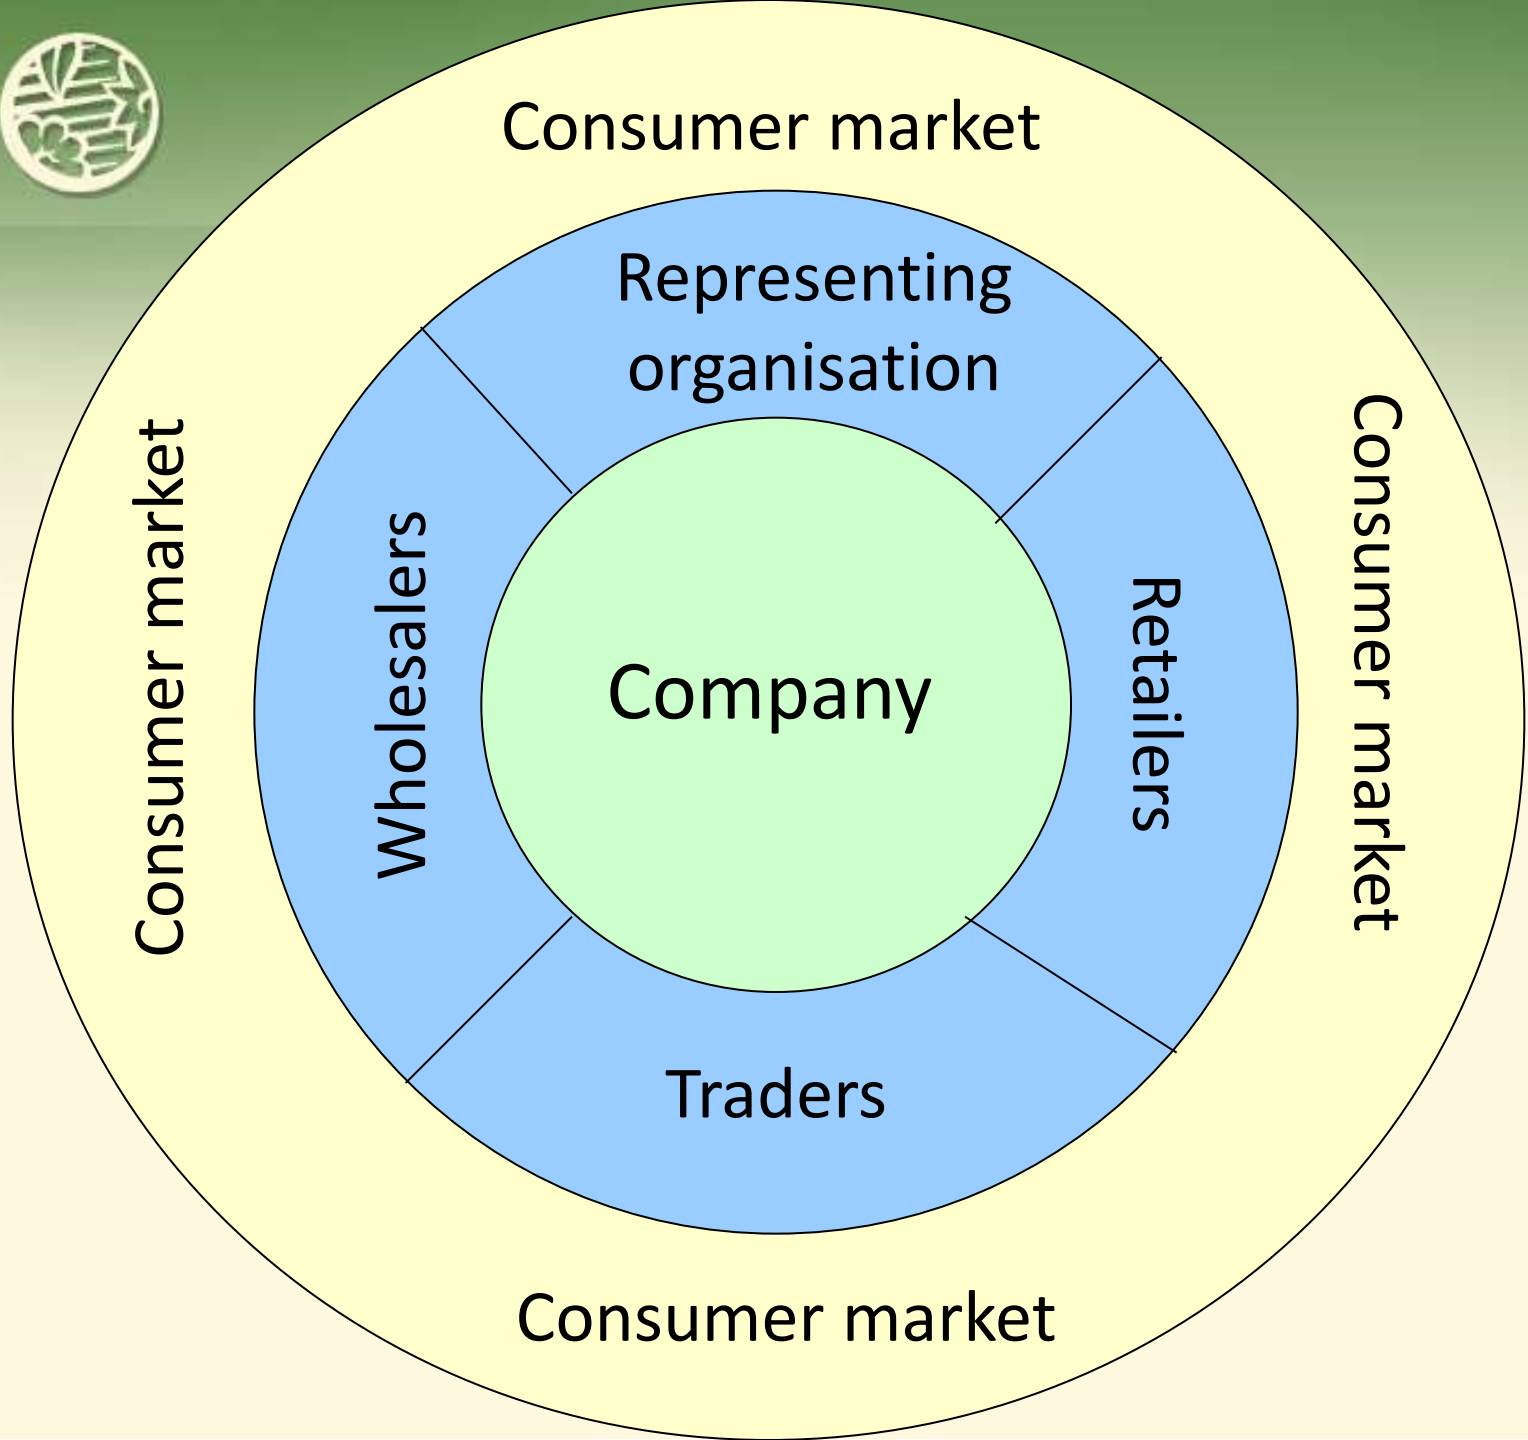 Consumer market
Representing
organisation
Consumer market
Wholesalers
Company
Retailers
Consumer market
Traders
Consumer market